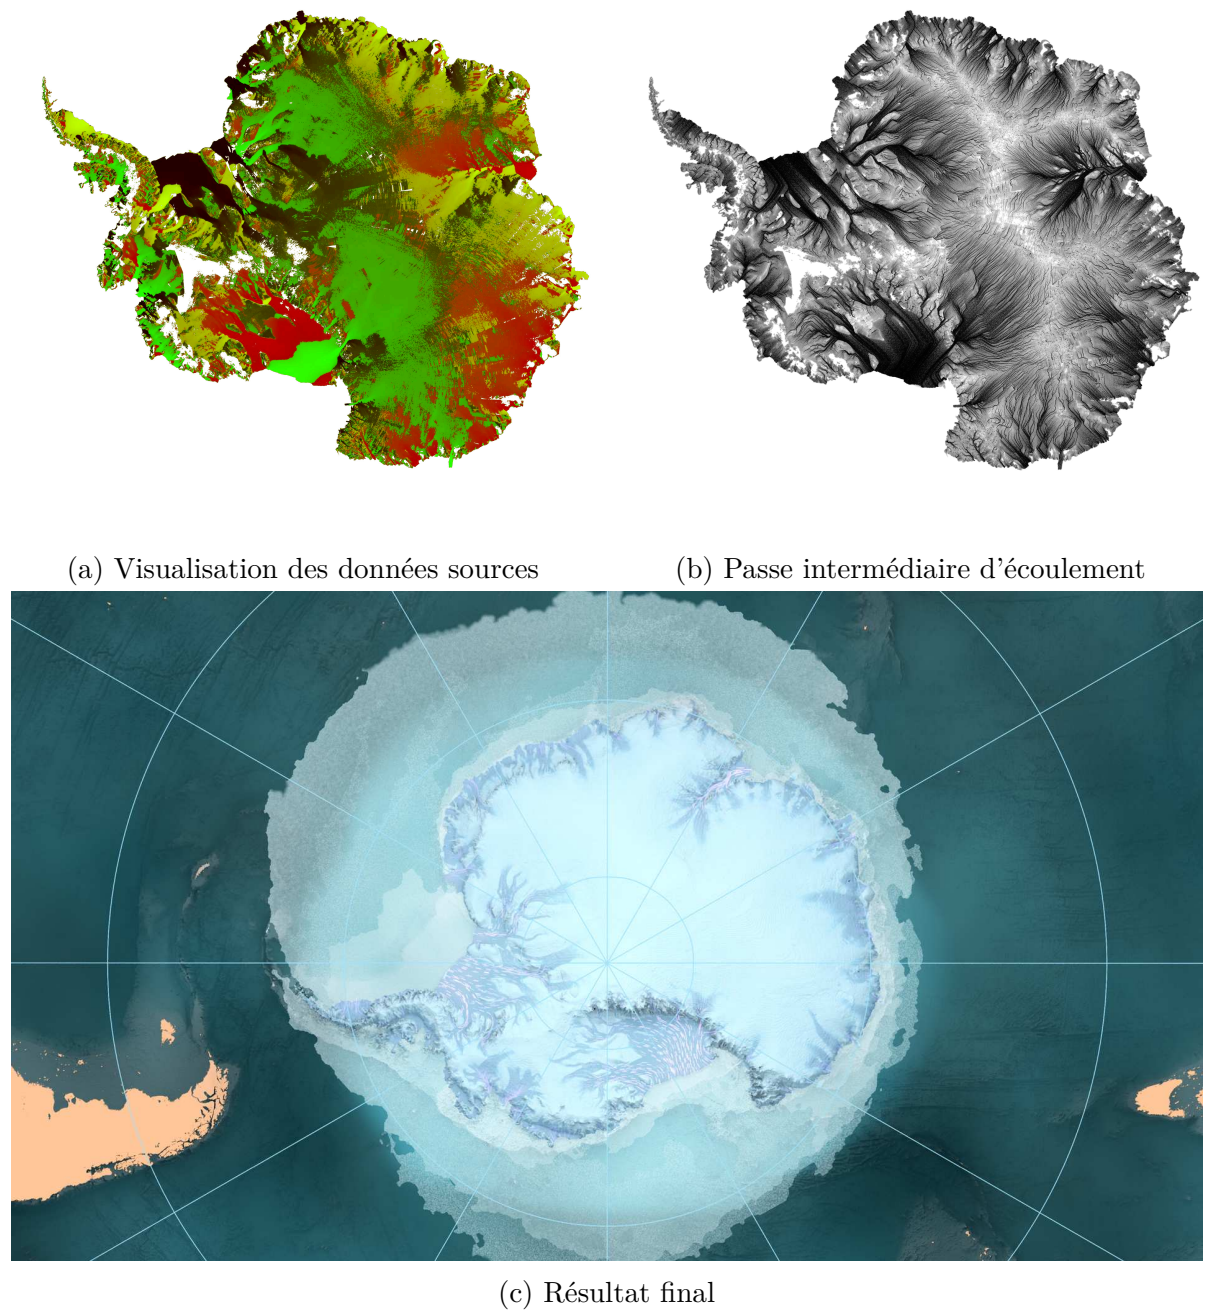 (a) Visualisation des données sources
(b) Passe intermédiaire d'écoulement
(c) Résultat final